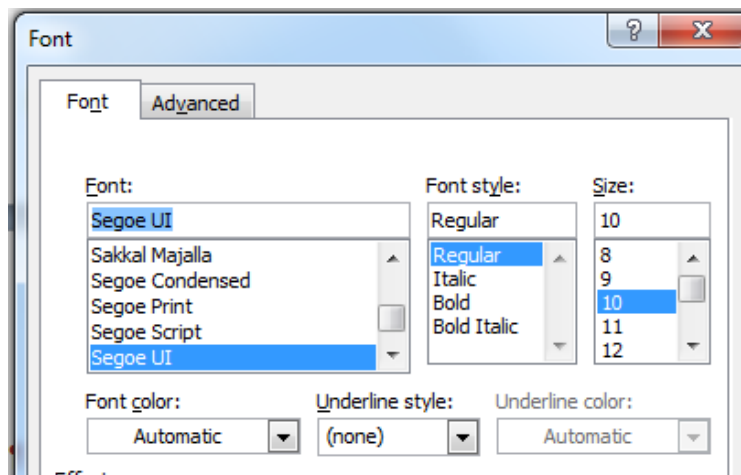 Font
Font Advanced
Font: Font style: Size:
Segoe UI Regular 10
Sakkal Majalla Regular 8
Segoe Condensed Italic 9
Segoe Print Bold 10
Segoe Script Bold Italic 11
Segoe UI 12
Font color: Underline style: Underline color:
Automatic (none) Automatic